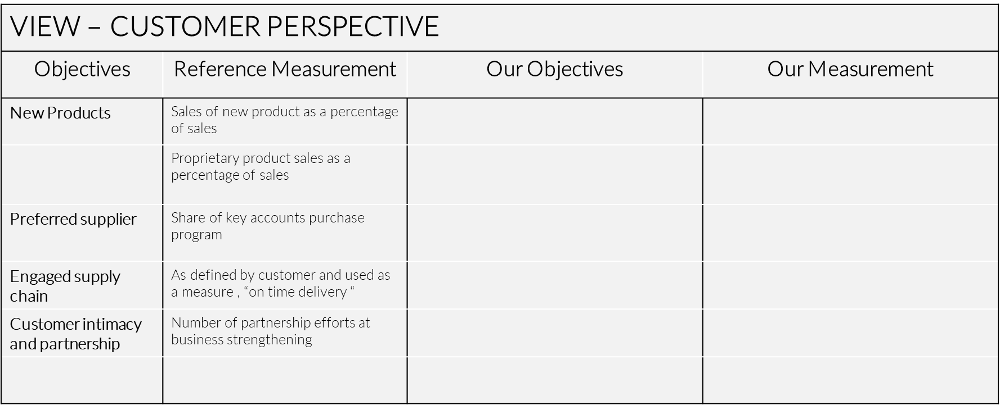 VIEW – CUSTOMER PERSPECTIVE
Objectives
Reference Measurement
Our Objectives
Our Measurement
New Products
Sales of new product as a percentage
of sales
Proprietary product sales as a
percentage of sales
Preferred supplier
Share of key accounts purchase
program
Engaged supply
chain
As defined by customer and used as
a measure , “on time delivery “
Customer intimacy
and partnership
Number of partnership efforts at
business strengthening